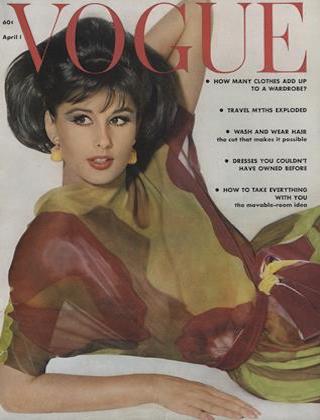 VOGUE
60¢
April 1
• HOW MANY CLOTHES ADD UP
TO A WARDROBE?
• TRAVEL MYTHS EXPLODED
• WASH AND WEAR HAIR
the cut that makes it possible
• DRESSES YOU COULDN'T
HAVE OWNED BEFORE
• HOW TO TAKE EVERYTHING
WITH YOU
the movable-room idea